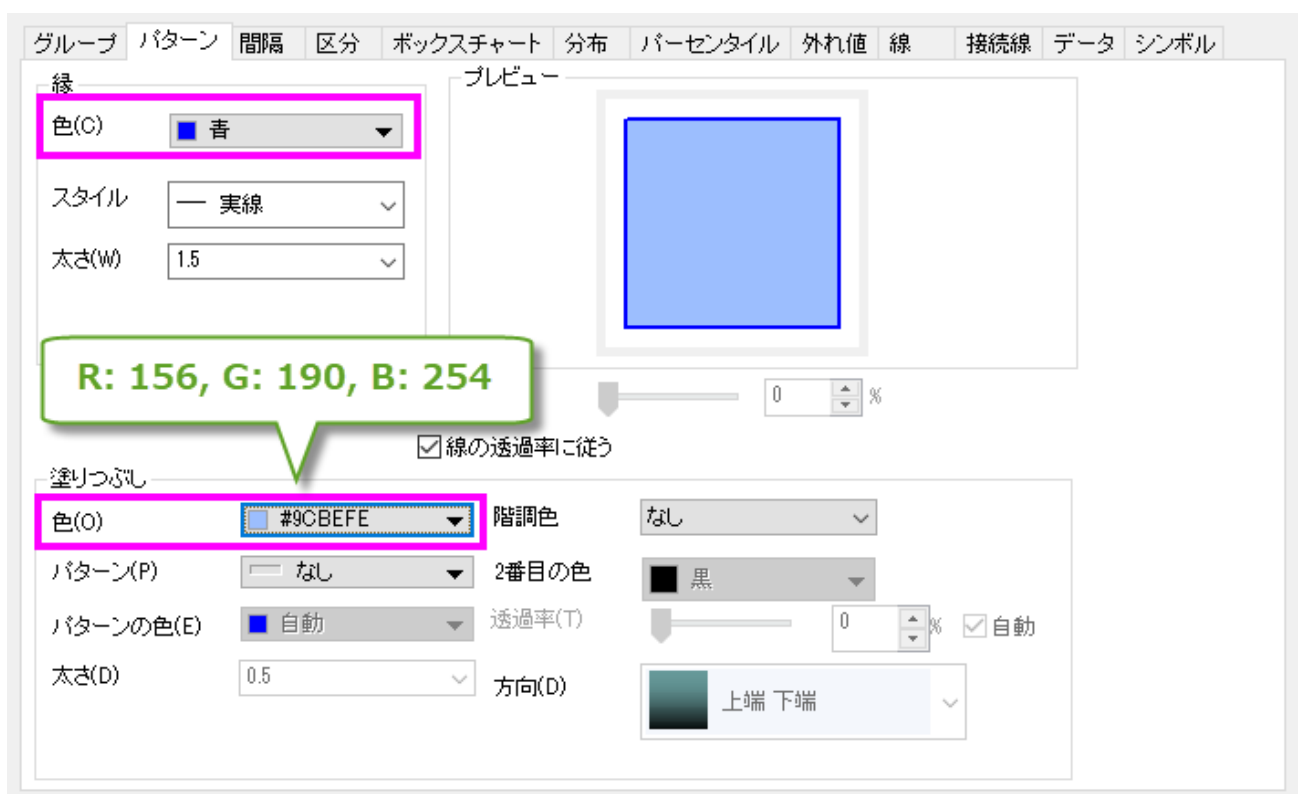 グループ パターン 間隔 区分 ボックスチャート 分布 パーセンタイル 外れ値 線 接続線 データ シンボル
縁
プレビュー
色(C) 青
スタイル 実線
太さ(W) 1.5
R: 156, G: 190, B: 254
0 %
線の透過率に従う
塗りつぶし
色(O) #9CBEFE 階調色 なし
パターン(P) なし 2番目の色 黒
パターンの色(E) 自動 透過率(T) 0 % 自動
太さ(D) 0.5 方向(D) 上端 下端